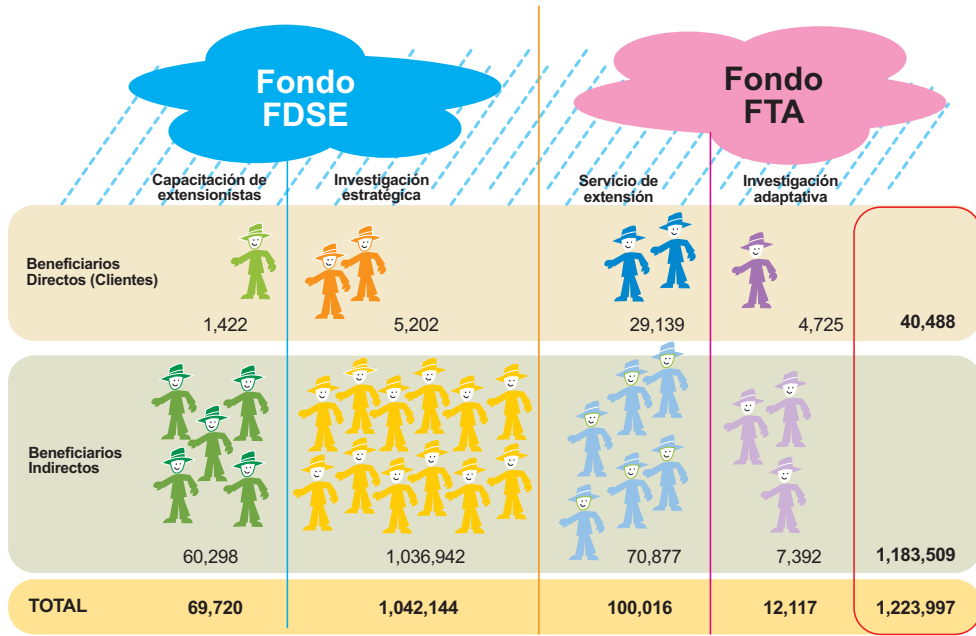 Fondo
FDSE
Fondo
FTA
Capacitación de
extensionistas
Investigación
estratégica
Servicio de
extensión
Investigación
adaptativa
Beneficiarios
Directos (Clientes)
1,422
5,202
29,139
4,725
40,488
Beneficiarios
Indirectos
60,298
1,036,942
70,877
7,392
1,183,509
TOTAL
69,720
1,042,144
100,016
12,117
1,223,997